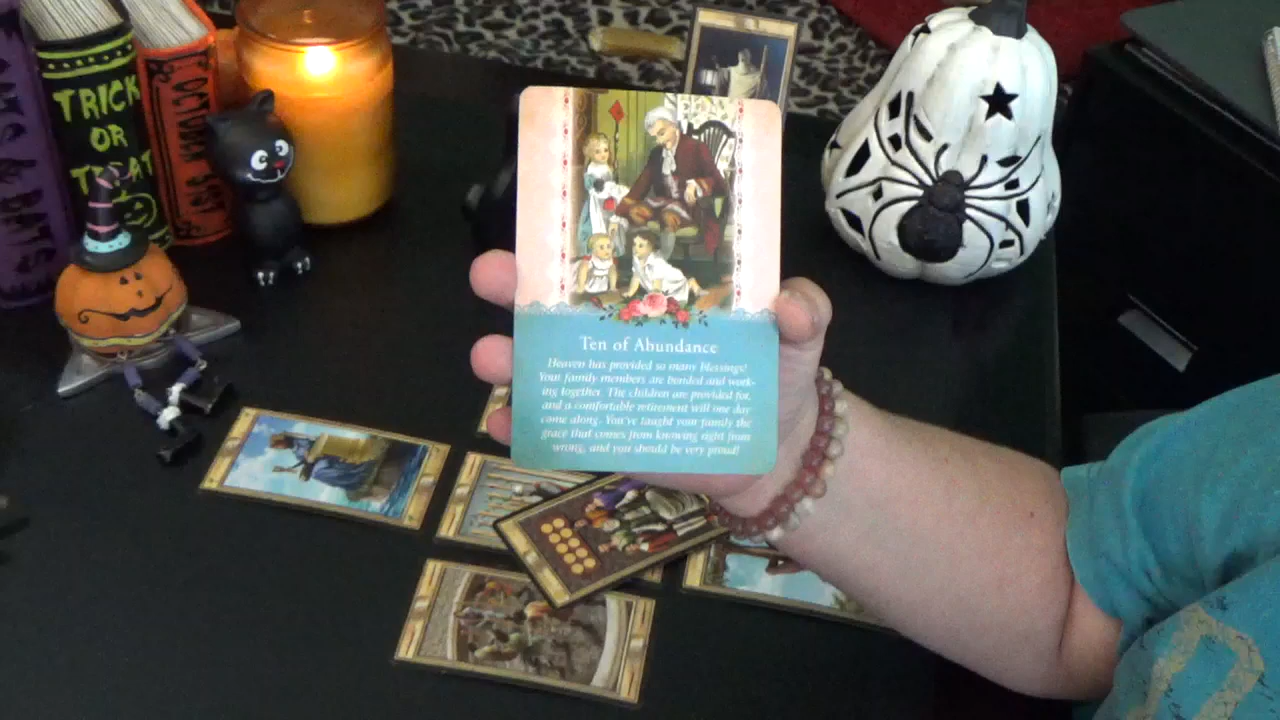 TRICK
OR
TREAT
Ten of Abundance
Heaven has provided so many blessings!
Your family members are bonded and work-
ing together. The children are provided for,
and a comfortable retirement will one day
come along. You've taught your family the
grace that comes from knowing right from
wrong, and you should be very proud!